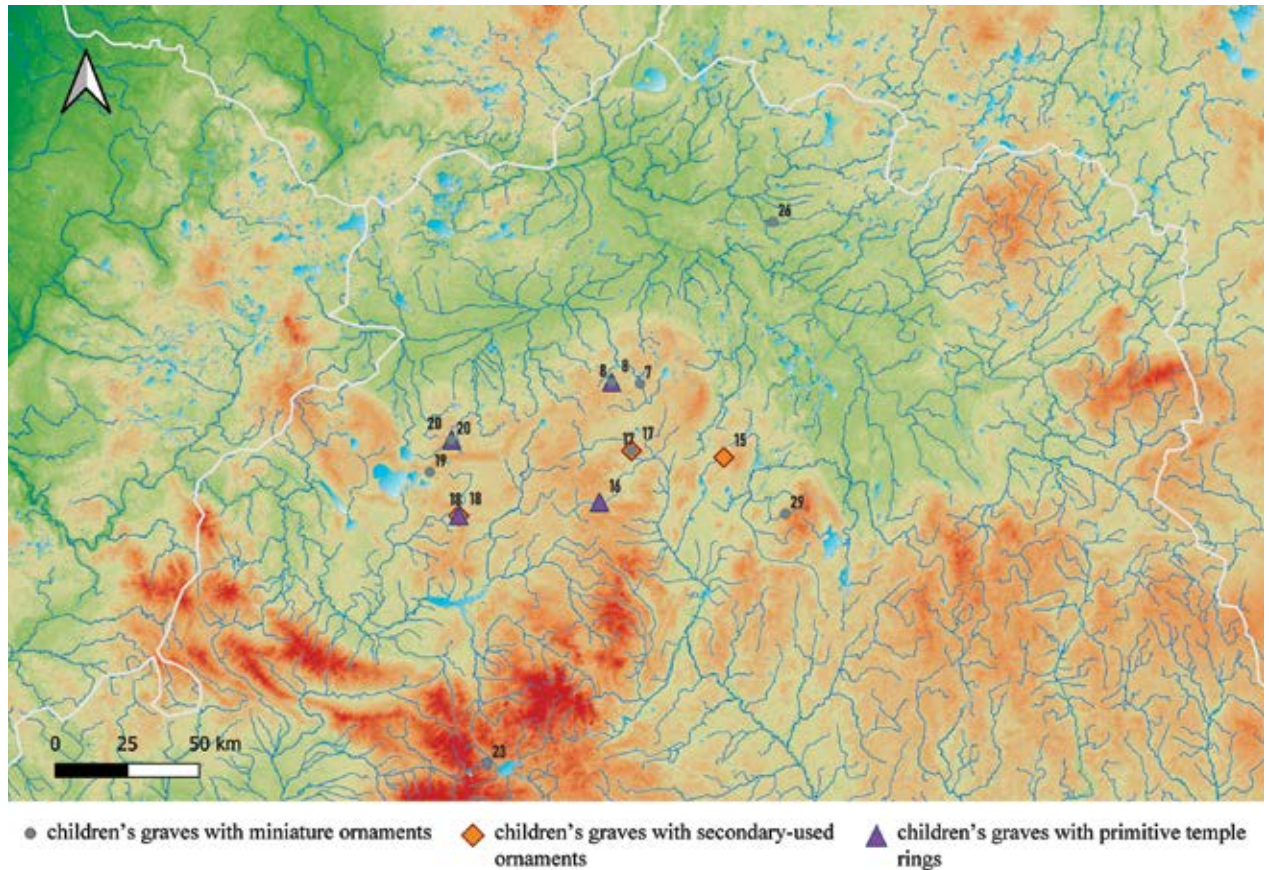 26
8 8 7
20 20
17 17
15
19
16
18 18
29
23
0 25 50 km
children's graves with miniature ornaments
children's graves with secondary-used
ornaments
children's graves with primitive temple
rings